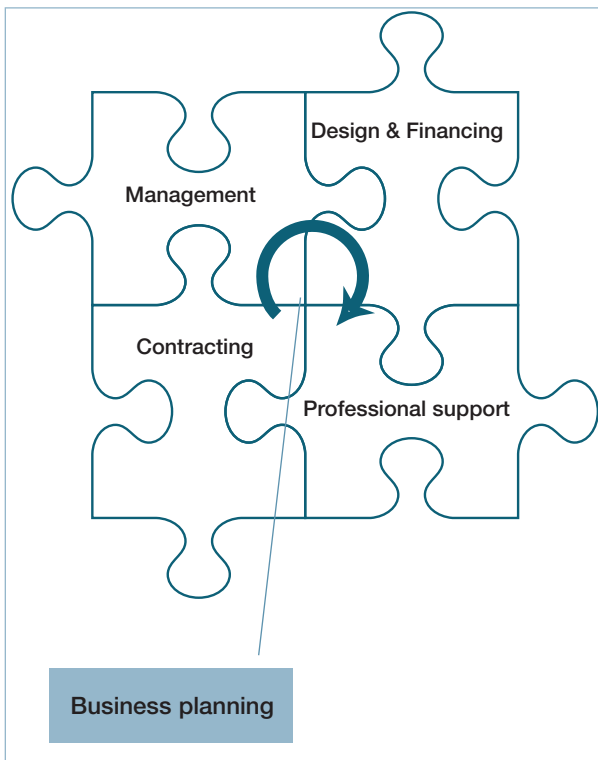 Design & Financing
Management
Contracting
Professional support
Business planning